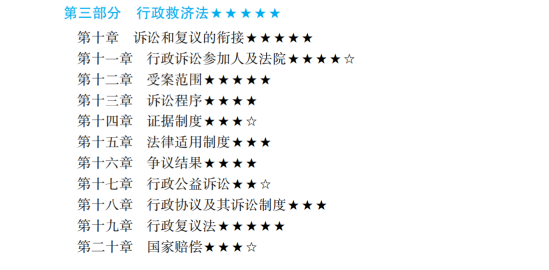 第三部分　行政救济法★★★★★
第十章　诉讼和复议的衔接★★★★★
第十一章　行政诉讼参加人及法院★★★★☆
第十二章　受案范围★★★★★
第十三章　诉讼程序★★★★
第十四章　证据制度★★★☆
第十五章　法律适用制度★★★
第十六章　争议结果★★★★
第十七章　行政公益诉讼★★☆
第十八章　行政协议及其诉讼制度★★★
第十九章　行政复议法★★★★★
第二十章　国家赔偿★★★☆